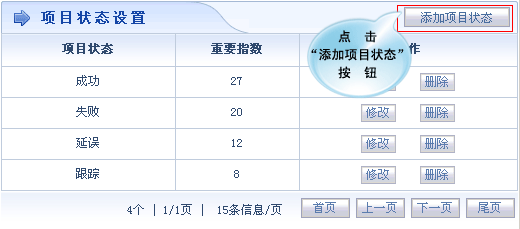 项目状态设置 添加项目状态
点 击
“添加项目状态”
按 钮
项目状态 重要指数 作
成功 27 删除
失败 20 修改 删除
延误 12 修改 删除
跟踪 8 修改 删除
4个 | 1/1页 | 15条信息/页 首页 上一页 下一页 尾页